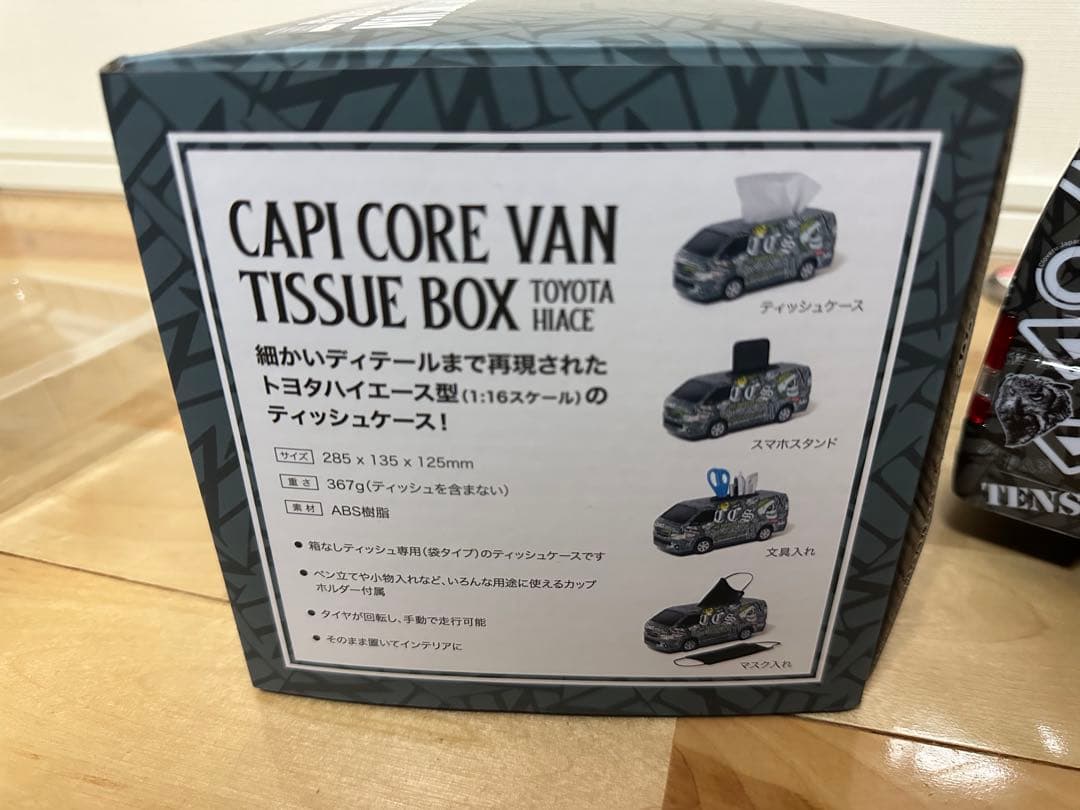 CAPI CORE VAN
TISSUE BOX TOYOTA HIACE
細かいディテールまで再現された
トヨタハイエース型(1:16スケール)の
ティッシュケース!
サイズ 285 x 135 x 125mm
重さ 367g(ティッシュを含まない)
素材 ABS樹脂
● 箱なしティッシュ専用(袋タイプ)のティッシュケースです
● ペン立てや小物入れなど、いろんな用途に使えるカップ
ホルダー付属
● タイヤが回転し、手動で走行可能
● そのまま置いてインテリアに
CCS
ティッシュケース
CCS
スマホスタンド
CCS
文具入れ
CCS
マスク入れ
TENS